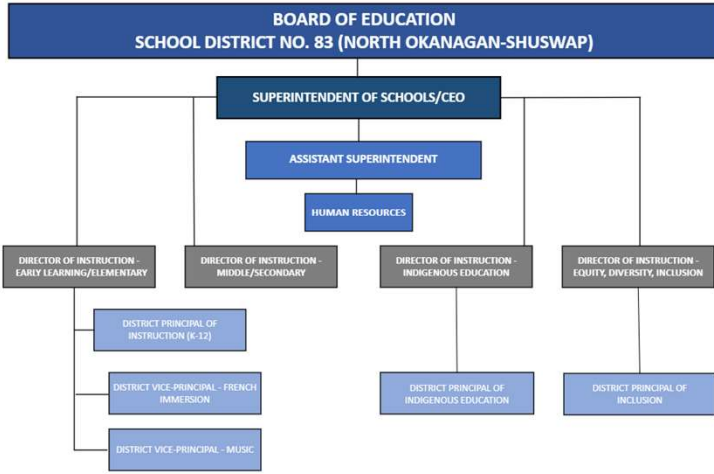 BOARD OF EDUCATION
SCHOOL DISTRICT NO. 83 (NORTH OKANAGAN-SHUSWAP)
SUPERINTENDENT OF SCHOOLS/CEO
ASSISTANT SUPERINTENDENT
HUMAN RESOURCES
DIRECTOR OF INSTRUCTION -
EARLY LEARNING/ELEMENTARY
DIRECTOR OF INSTRUCTION -
MIDDLE/SECONDARY
DIRECTOR OF INSTRUCTION -
INDIGENOUS EDUCATION
DIRECTOR OF INSTRUCTION -
EQUITY, DIVERSITY, INCLUSION
DISTRICT PRINCIPAL OF
INSTRUCTION (K-12)
DISTRICT VICE-PRINCIPAL - FRENCH
IMMERSION
DISTRICT PRINCIPAL OF
INDIGENOUS EDUCATION
DISTRICT PRINCIPAL OF
INCLUSION
DISTRICT VICE-PRINCIPAL - MUSIC